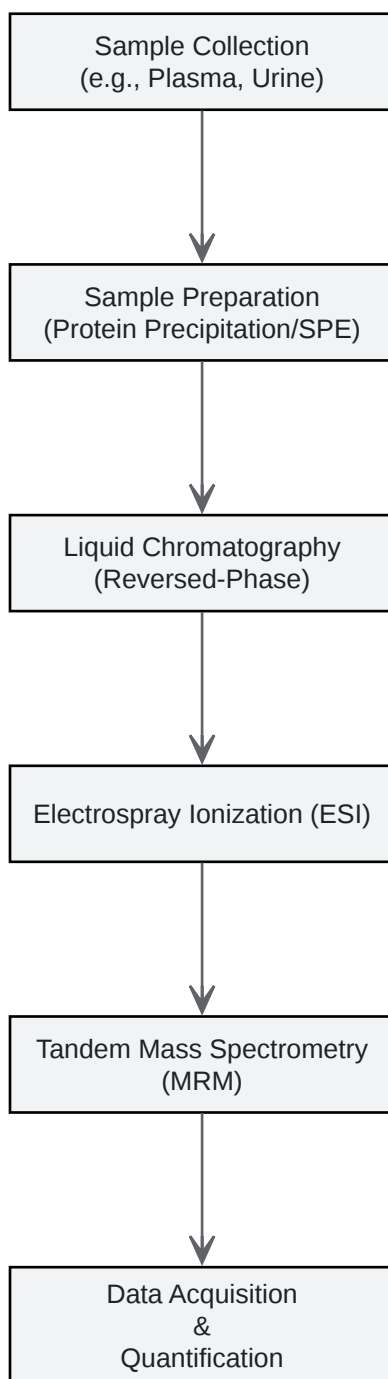 Sample Collection
(e.g., Plasma, Urine)
Sample Preparation
(Protein Precipitation/SPE)
Liquid Chromatography
(Reversed-Phase)
Electrospray Ionization (ESI)
Tandem Mass Spectrometry
(MRM)
Data Acquisition
&
Quantification